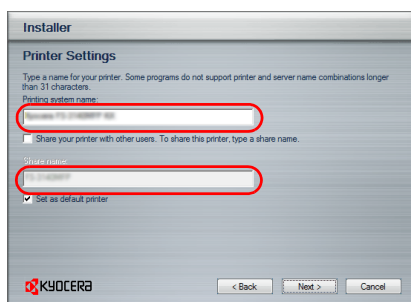 Installer
Printer Settings
Type a name for your printer. Some programs do not support printer and server name combinations longer
than 31 characters.
Printing system name:
Share your printer with other users. To share this printer, type a share name.
Share name:
Set as default printer
KYOCERA
< Back
Next >
Cancel